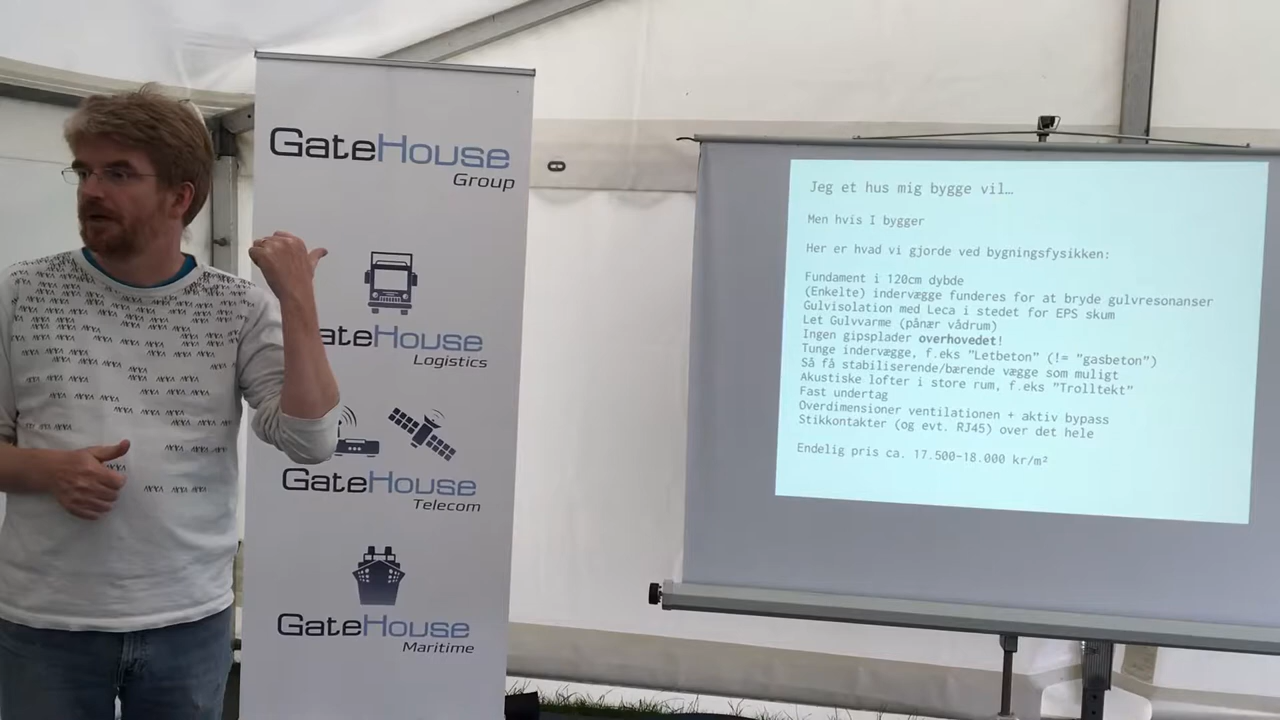 GateHouse
Group
GateHouse
Logistics
GateHouse
Telecom
GateHouse
Maritime
Jeg et hus mig bygge vil…
Men hvis I bygger
Her er hvad vi gjorde ved bygningsfysikken:
Fundament i 120cm dybde
(Enkelte) indervægge funderes for at bryde gulvresonanser
Gulvisolation med Leca i stedet for EPS skum
Let Gulvvarme (pånær vådrum)
Ingen gipsplader overhovedet!
Tunge indervægge, f.eks "Letbeton" (!= "gasbeton")
Så få stabiliserende/bærende vægge som muligt
Akustiske lofter i store rum, f.eks "Trolltekt"
Fast undertag
Overdimensioner ventilationen + aktiv bypass
Stikkontakter (og evt. RJ45) over det hele
Endelig pris ca. 17.500-18.000 kr/m²